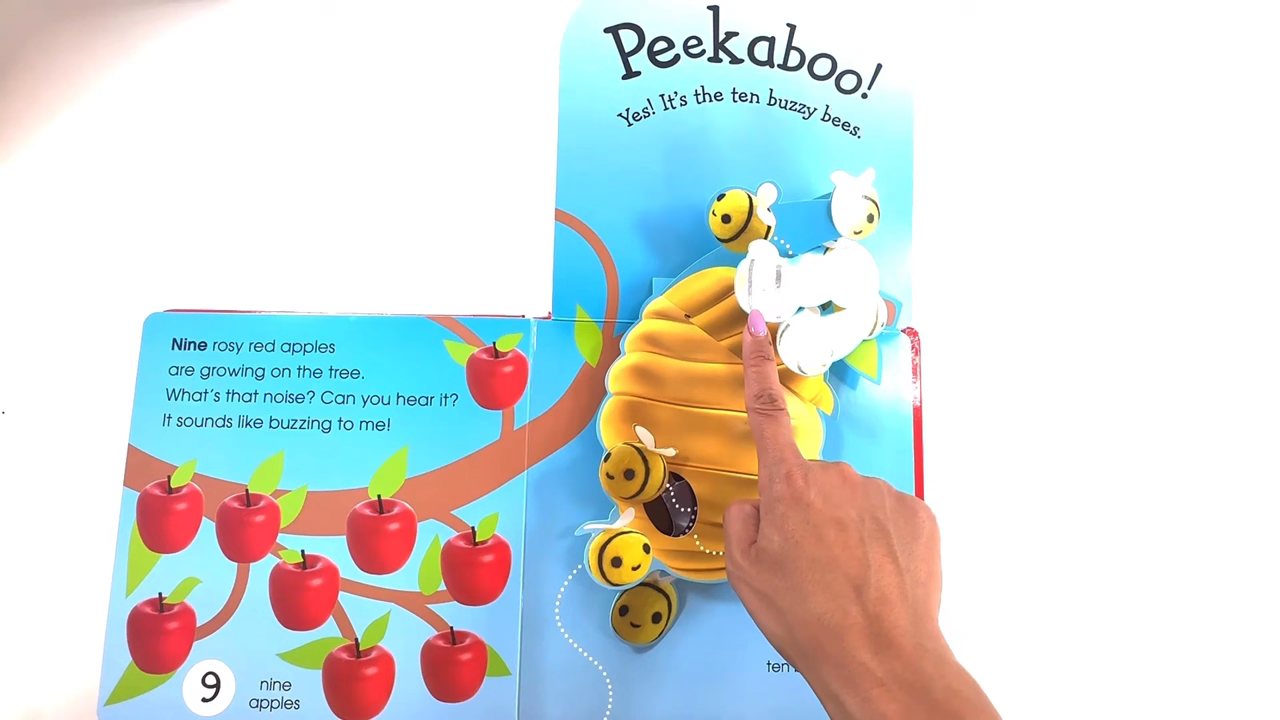 Peekaboo!
Yes! It's the ten buzzy bees.
Nine rosy red apples
are growing on the tree.
What's that noise? Can you hear it?
It sounds like buzzing to me!
9
nine
apples
ten